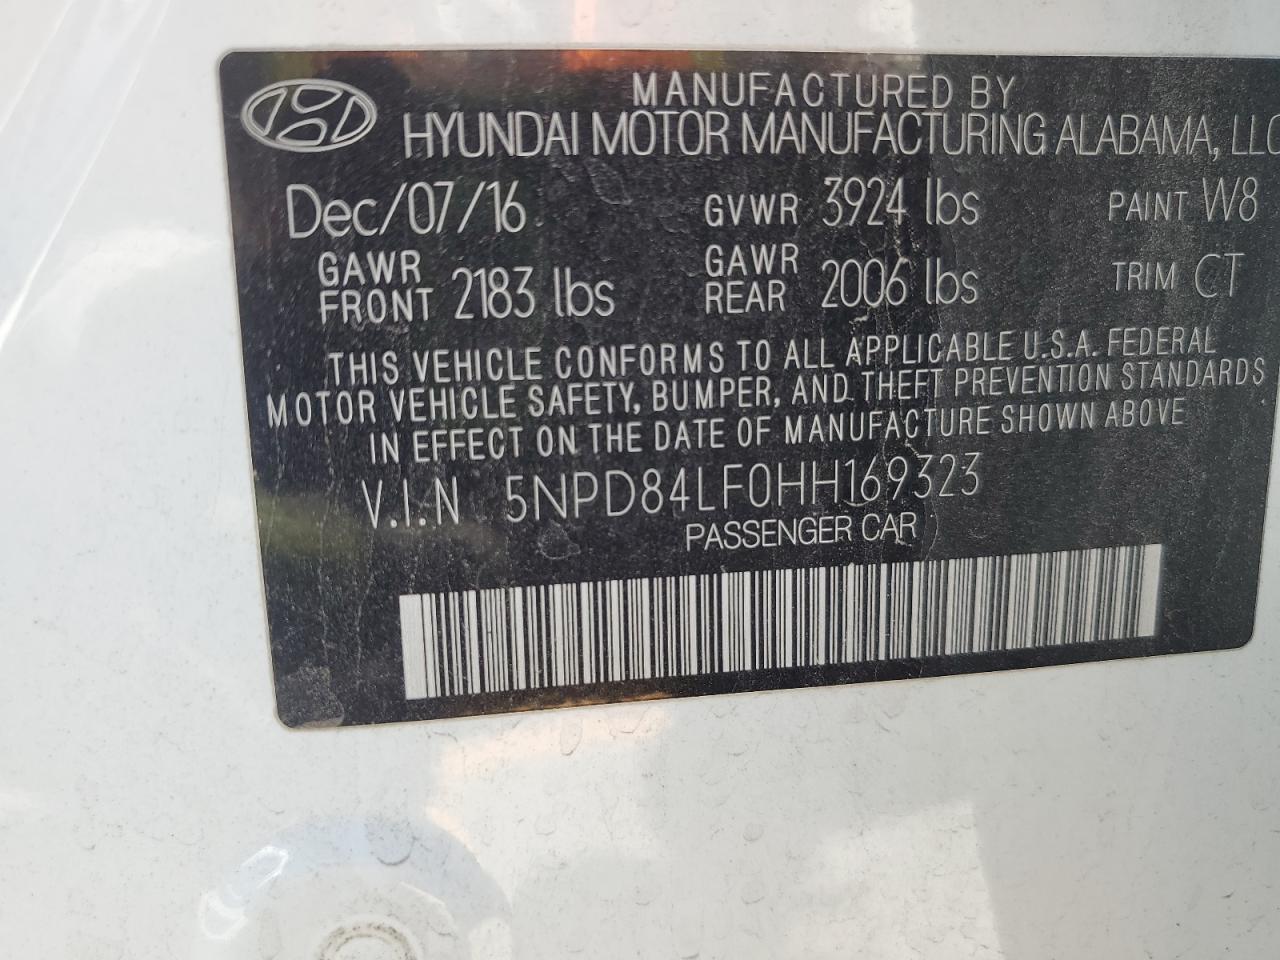 MANUFACTURED BY
HYUNDAI MOTOR MANUFACTURING ALABAMA, LLC
Dec/07/16 GVWR 3924 lbs PAINT W8
GAWR FRONT 2183 lbs GAWR REAR 2006 lbs TRIM CT
THIS VEHICLE CONFORMS TO ALL APPLICABLE U.S.A. FEDERAL
MOTOR VEHICLE SAFETY, BUMPER, AND THEFT PREVENTION STANDARDS
IN EFFECT ON THE DATE OF MANUFACTURE SHOWN ABOVE
V.I.N 5NPD84LF0HH169323
PASSENGER CAR